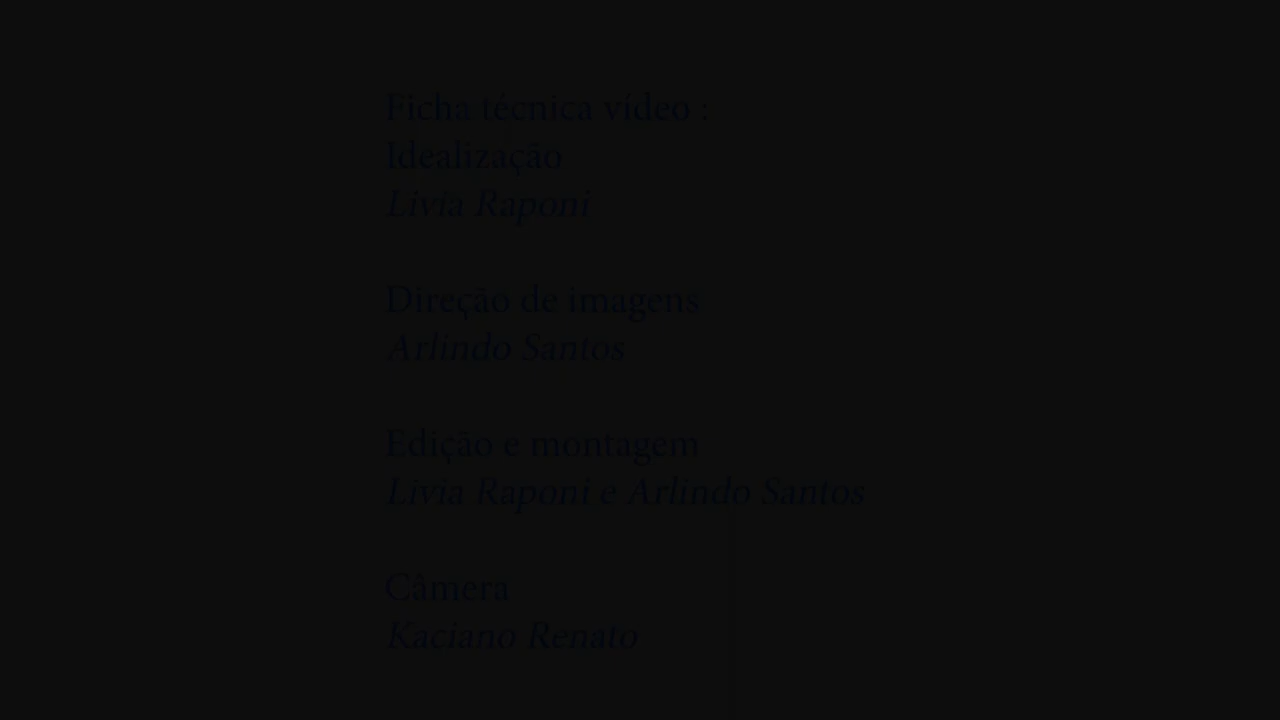 Ficha técnica vídeo :
Idealização
Livia Raponi
Direção de imagens
Arlindo Santos
Edição e montagem
Livia Raponi e Arlindo Santos
Câmera
Kaciano Renato